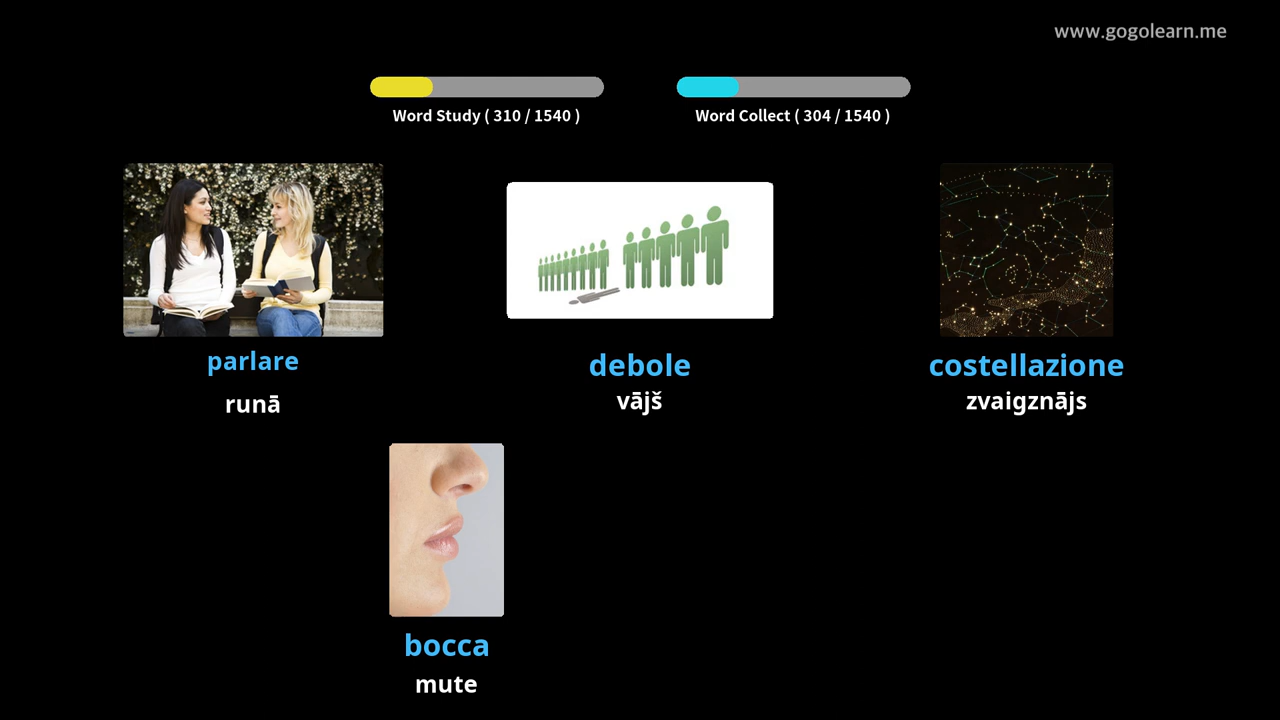 www.gogolearn.me
Word Study ( 310 / 1540 )
Word Collect ( 304 / 1540 )
parlare
runā
debole
vājš
costellazione
zvaigznājs
bocca
mute